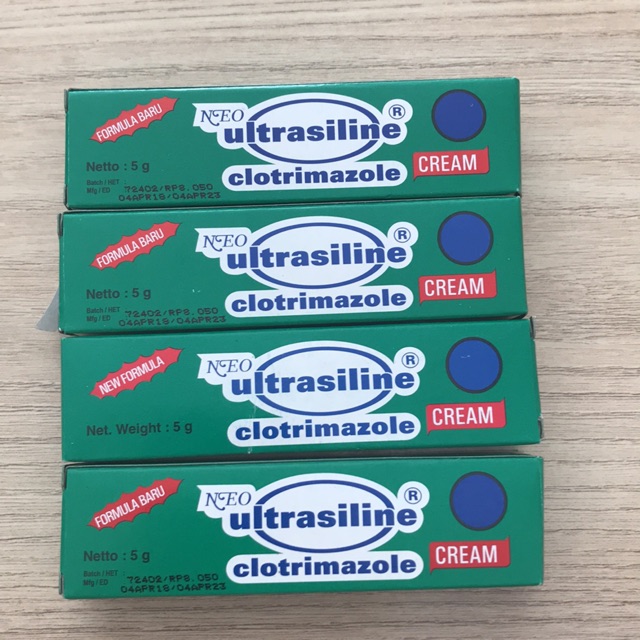 FORMULA BARU
NEO
ultrasiline®
clotrimazole
CREAM
Netto : 5 g
Batch / HET :
Mfg / ED :
72402/RP8.050
04APR18/04APR23
FORMULA BARU
NEO
ultrasiline®
clotrimazole
CREAM
Netto : 5 g
Batch / HET :
Mfg / ED :
72402/RP8.050
04APR18/04APR23
NEW FORMULA
NEO
ultrasiline®
clotrimazole
CREAM
Net. Weight : 5 g
FORMULA BARU
NEO
ultrasiline®
clotrimazole
CREAM
Netto : 5 g
Batch / HET :
Mfg / ED :
72402/RP8.050
04APR18/04APR23